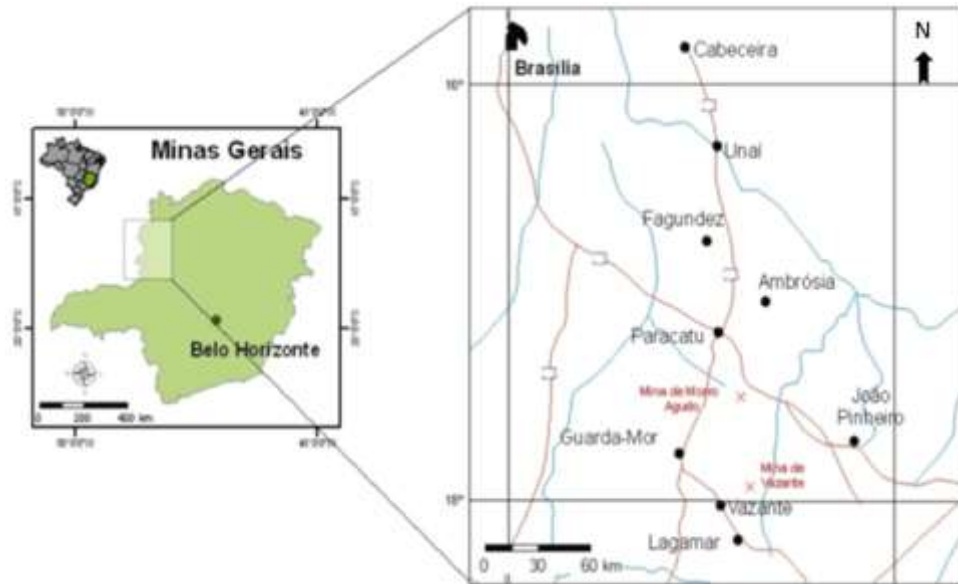 Minas Gerais
Belo Horizonte
0 200 400 km
N
Cabeceira
Brasília
16°
Unaí
Fagundez
Ambrósia
Paracatu
Mina de Morro
Agudo
João
Pinheiro
Guarda-Mor
Mina de
Vazante
18°
Vazante
Lagamar
0 30 60 km